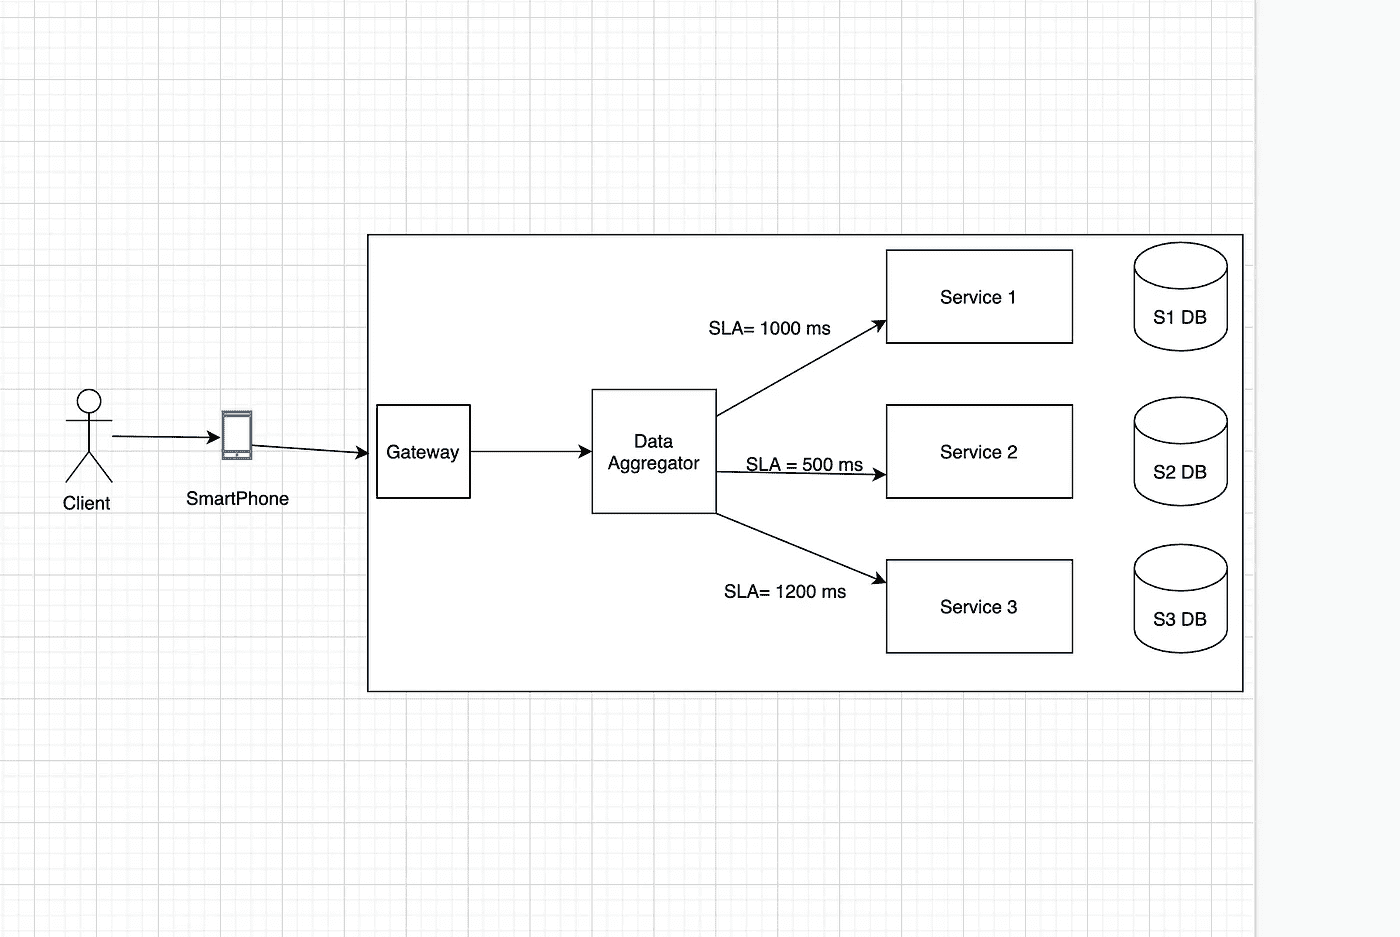 Client
SmartPhone
Gateway
Data
Aggregator
SLA= 1000 ms
SLA = 500 ms
SLA= 1200 ms
Service 1
Service 2
Service 3
S1 DB
S2 DB
S3 DB